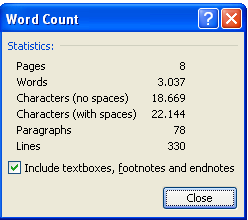 Word Count
Statistics:
Pages 8
Words 3.037
Characters (no spaces) 18.669
Characters (with spaces) 22.144
Paragraphs 78
Lines 330
Include textboxes, footnotes and endnotes
Close